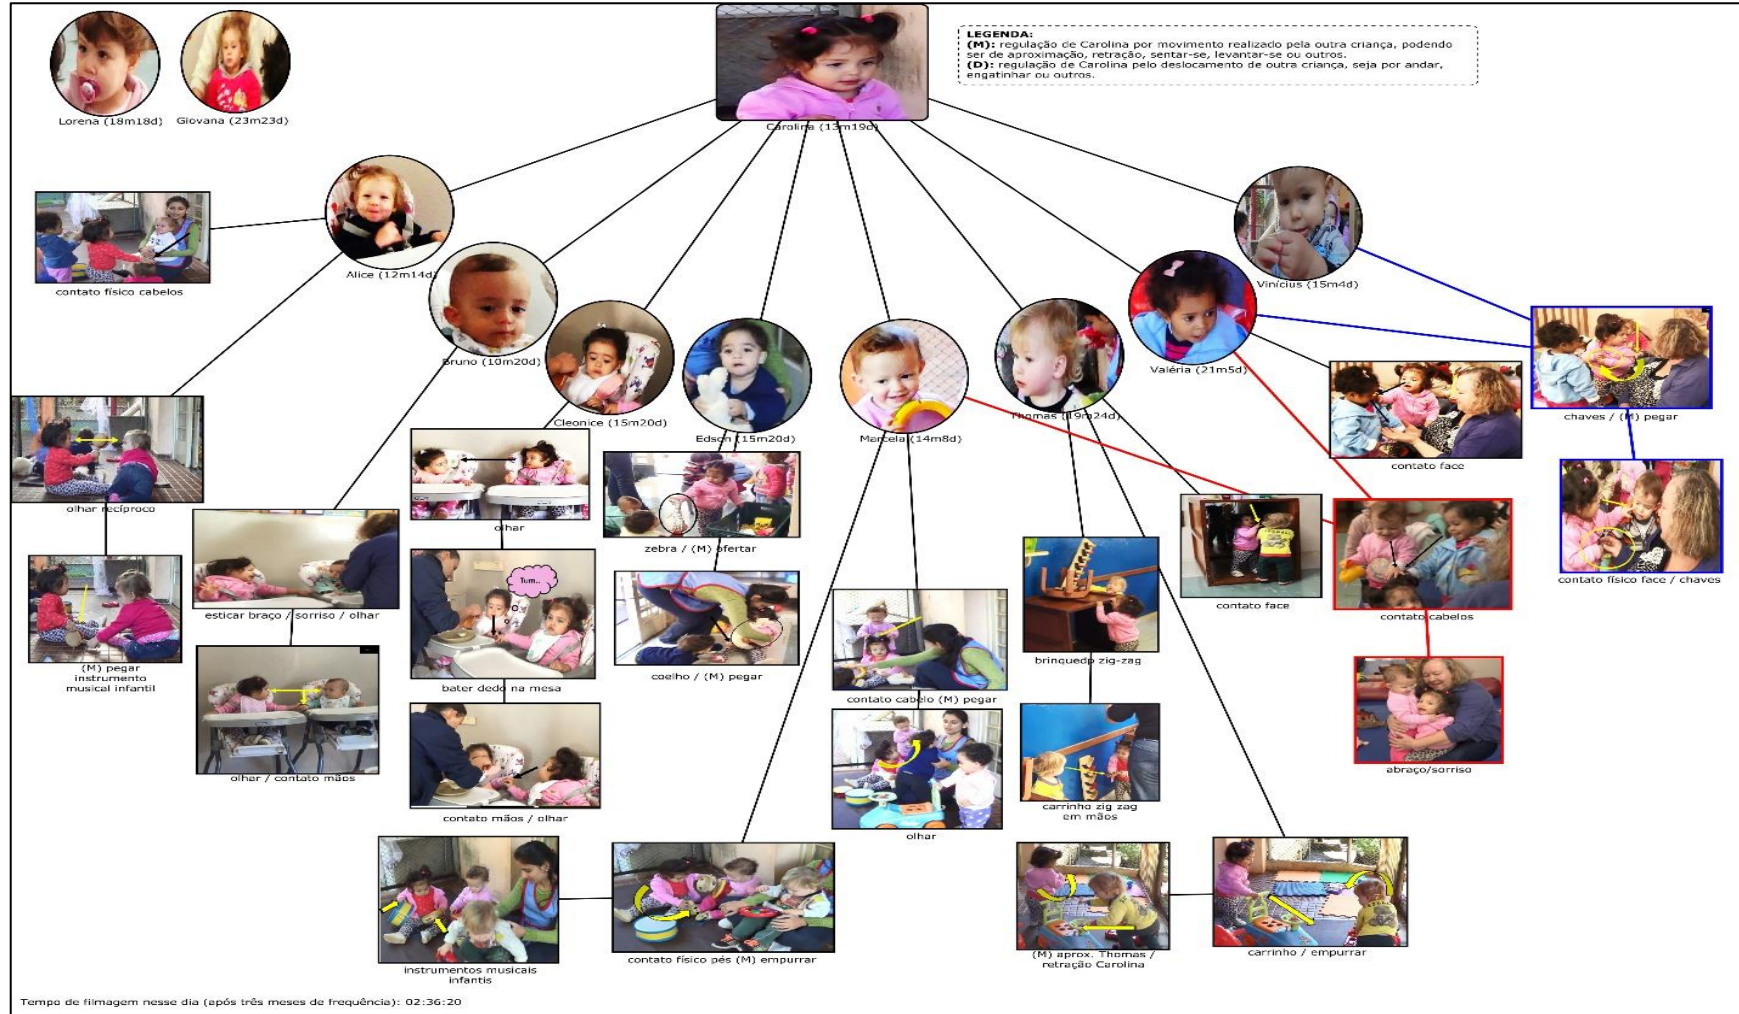 LEGENDA:
(M): regulação de Carolina por movimento realizado pela outra criança, podendo
ser de aproximação, retração, sentar-se, levantar-se ou outros.
(D): regulação de Carolina pelo deslocamento de outra criança, seja por andar,
engatinhar ou outros.
Lorena (18m18d)
Giovana (23m23d)
Carolina (13m19d)
Alice (12m14d)
Bruno (10m20d)
Cleonice (15m20d)
Edson (15m20d)
Marcela (14m8d)
Thomas (19m24d)
Valéria (21m5d)
Vinícius (15m4d)
contato físico cabelos
chaves / (M) pegar
contato face
olhar recíproco
olhar
zebra / (M) ofertar
contato físico face / chaves
contato face
contato cabelos
esticar braço / sorriso / olhar
Tum..
(M) pegar
instrumento
musical infantil
bater dedo na mesa
coelho / (M) pegar
contato cabelo (M) pegar
brinquedo zig-zag
olhar / contato mãos
contato mãos / olhar
olhar
carrinho zig zag
em mãos
abraço/sorriso
instrumentos musicais
infantis
contato físico pés (M) empurrar
(M) aprox. Thomas /
retração Carolina
carrinho / empurrar
Tempo de filmagem nesse dia (após três meses de frequência): 02:36:20